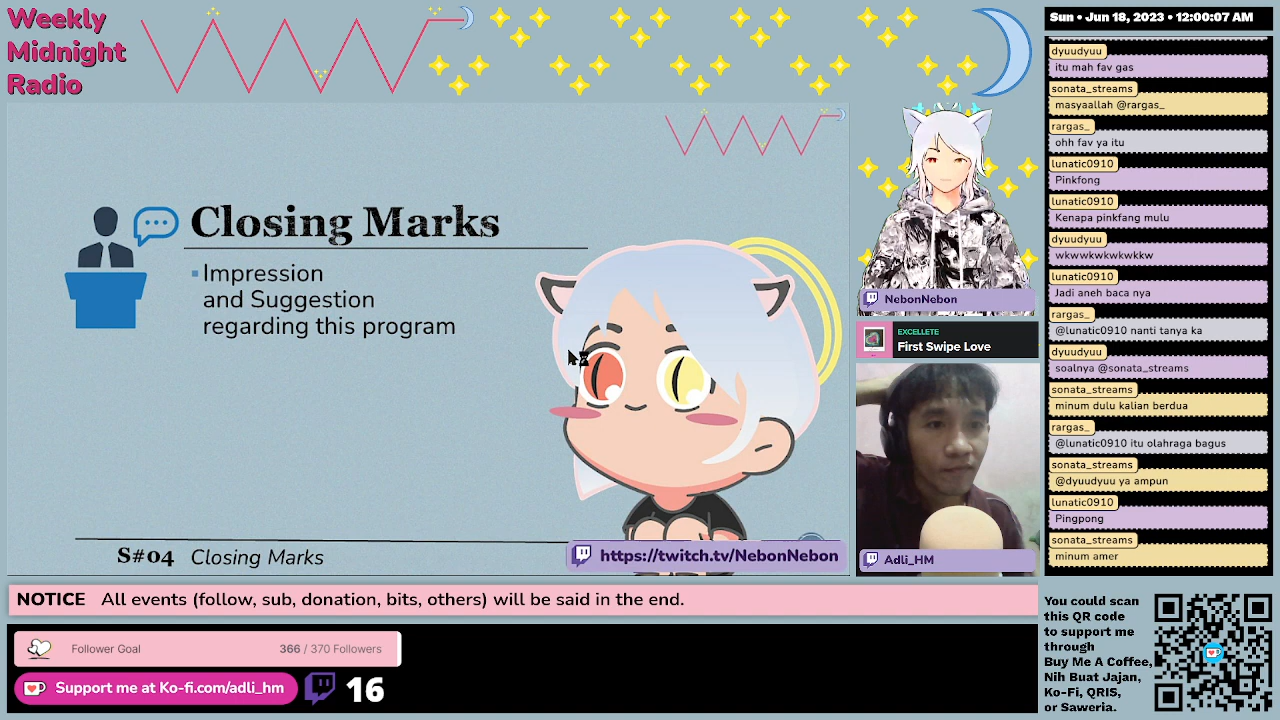 Weekly
Midnight
Radio
Closing Marks
Impression
and Suggestion
regarding this program
S#04 Closing Marks
https://twitch.tv/NebonNebon
NebonNebon
EXCELLETE
First Swipe Love
Adli_HM
Sun • Jun 18, 2023 • 12:00:07 AM
dyuudyuu
itu mah fav gas
sonata_streams
masyaallah @rargas_
rargas_
ohh fav ya itu
lunatic0910
Pinkfong
lunatic0910
Kenapa pinkfang mulu
dyuudyuu
wkwwkwkwkwkkw
lunatic0910
Jadi aneh baca nya
rargas_
@lunatic0910 nanti tanya ka
dyuudyuu
soalnya @sonata_streams
sonata_streams
minum dulu kalian berdua
rargas_
@lunatic0910 itu olahraga bagus
sonata_streams
@dyuudyuu ya ampun
lunatic0910
Pingpong
sonata_streams
minum amer
NOTICE All events (follow, sub, donation, bits, others) will be said in the end.
Follower Goal 366 / 370 Followers
Support me at Ko-fi.com/adli_hm
16
You could scan
this QR code
to support me
through
Buy Me A Coffee,
Nih Buat Jajan,
Ko-Fi, QRIS,
or Saweria.